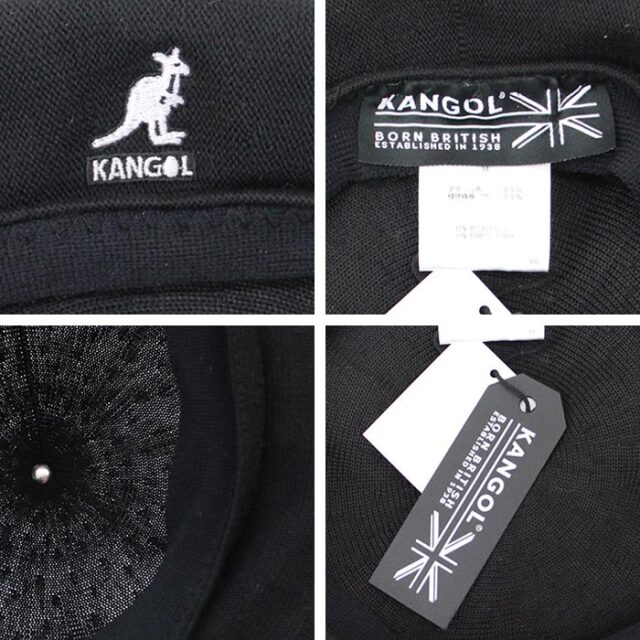 KANGOL
KANGOL®
BORN BRITISH
ESTABLISHED IN 1938
KANGOL
BORN BRITISH
ESTABLISHED IN 1938